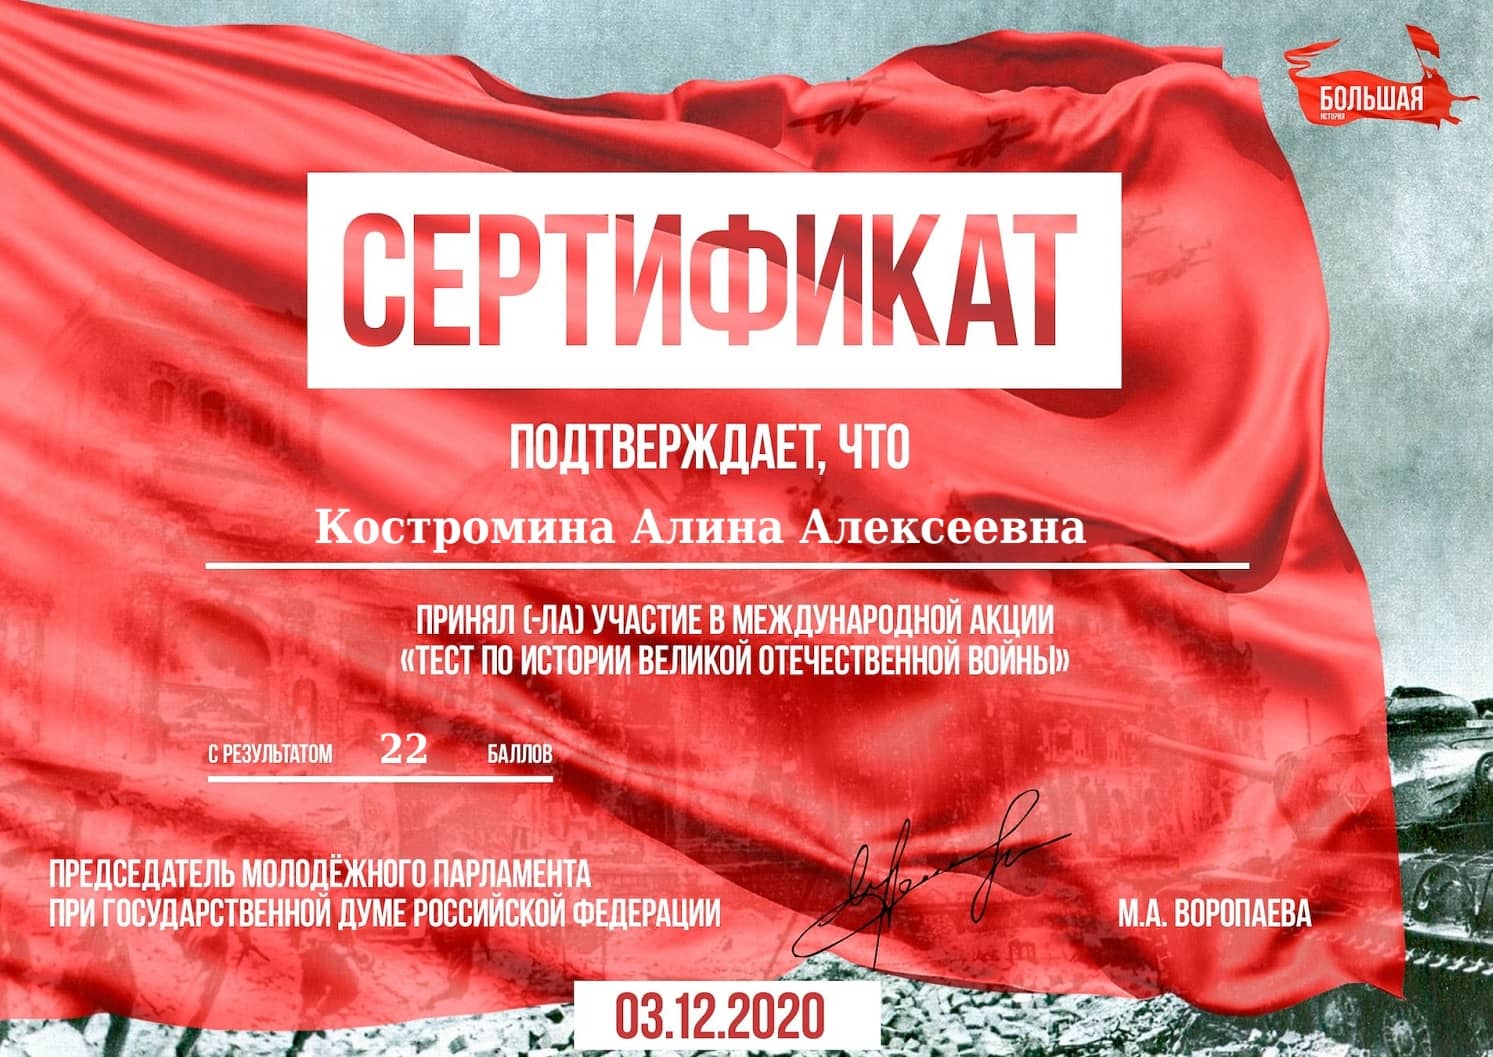 БОЛЬШАЯ
ИСТОРИЯ
СЕРТИФИКАТ
ПОДТВЕРЖДАЕТ, ЧТО
Костромина Алина Алексеевна
ПРИНЯЛ (-ЛА) УЧАСТИЕ В МЕЖДУНАРОДНОЙ АКЦИИ
«ТЕСТ ПО ИСТОРИИ ВЕЛИКОЙ ОТЕЧЕСТВЕННОЙ ВОЙНЫ»
С РЕЗУЛЬТАТОМ 22 БАЛЛОВ
ПРЕДСЕДАТЕЛЬ МОЛОДЁЖНОГО ПАРЛАМЕНТА
ПРИ ГОСУДАРСТВЕННОЙ ДУМЕ РОССИЙСКОЙ ФЕДЕРАЦИИ
М.А. ВОРОПАЕВА
03.12.2020